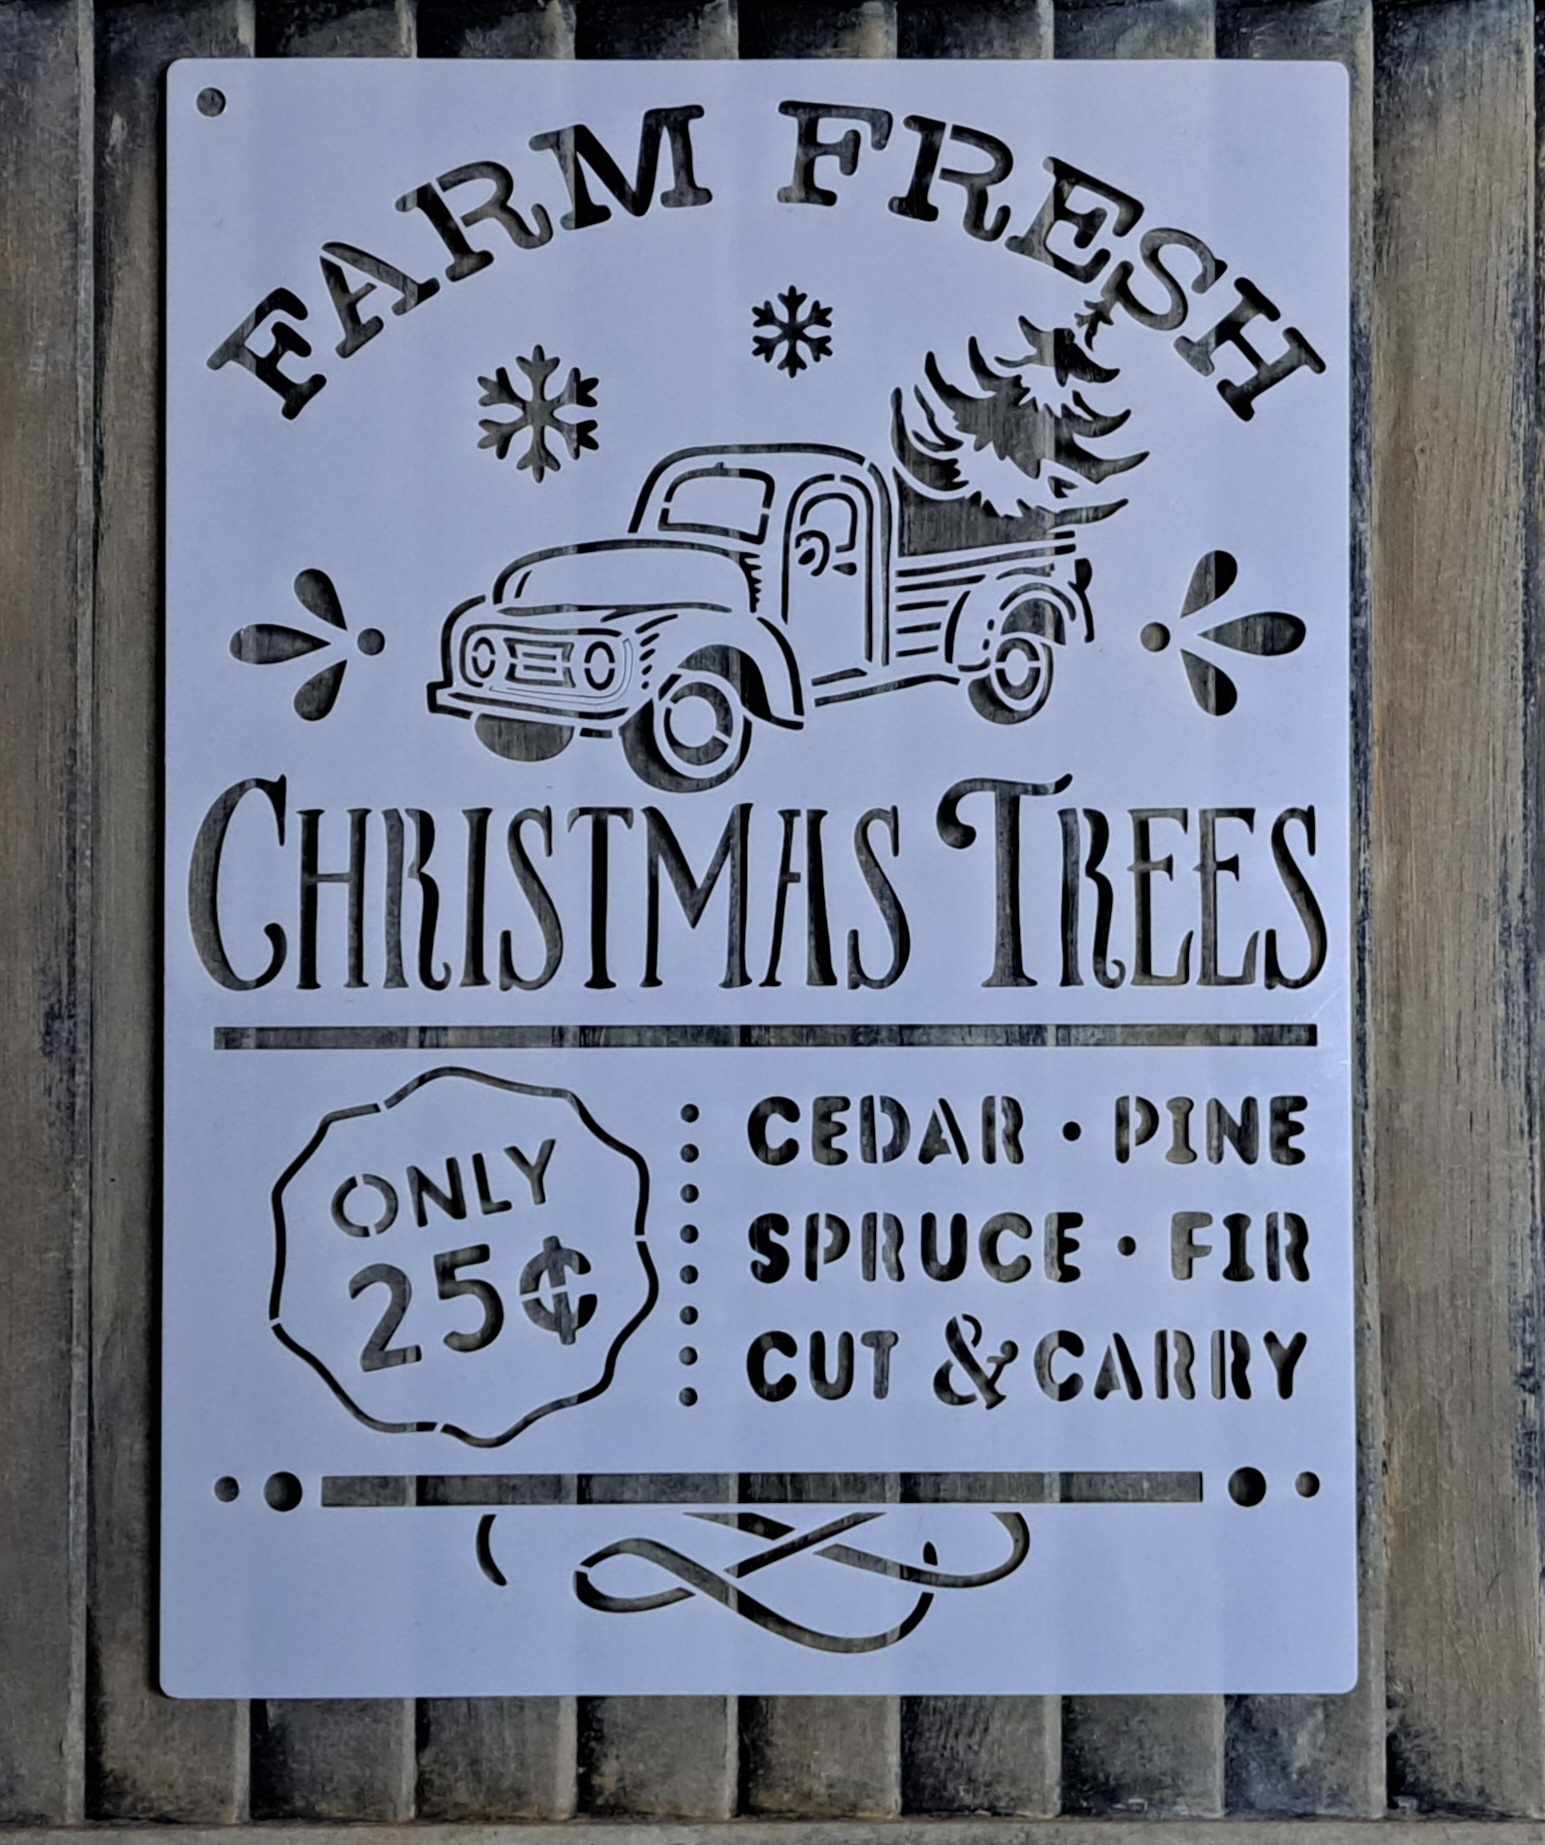 FARM FRESH
CHRISTMAS TREES
ONLY
25¢
CEDAR · PINE
SPRUCE · FIR
CUT & CARRY